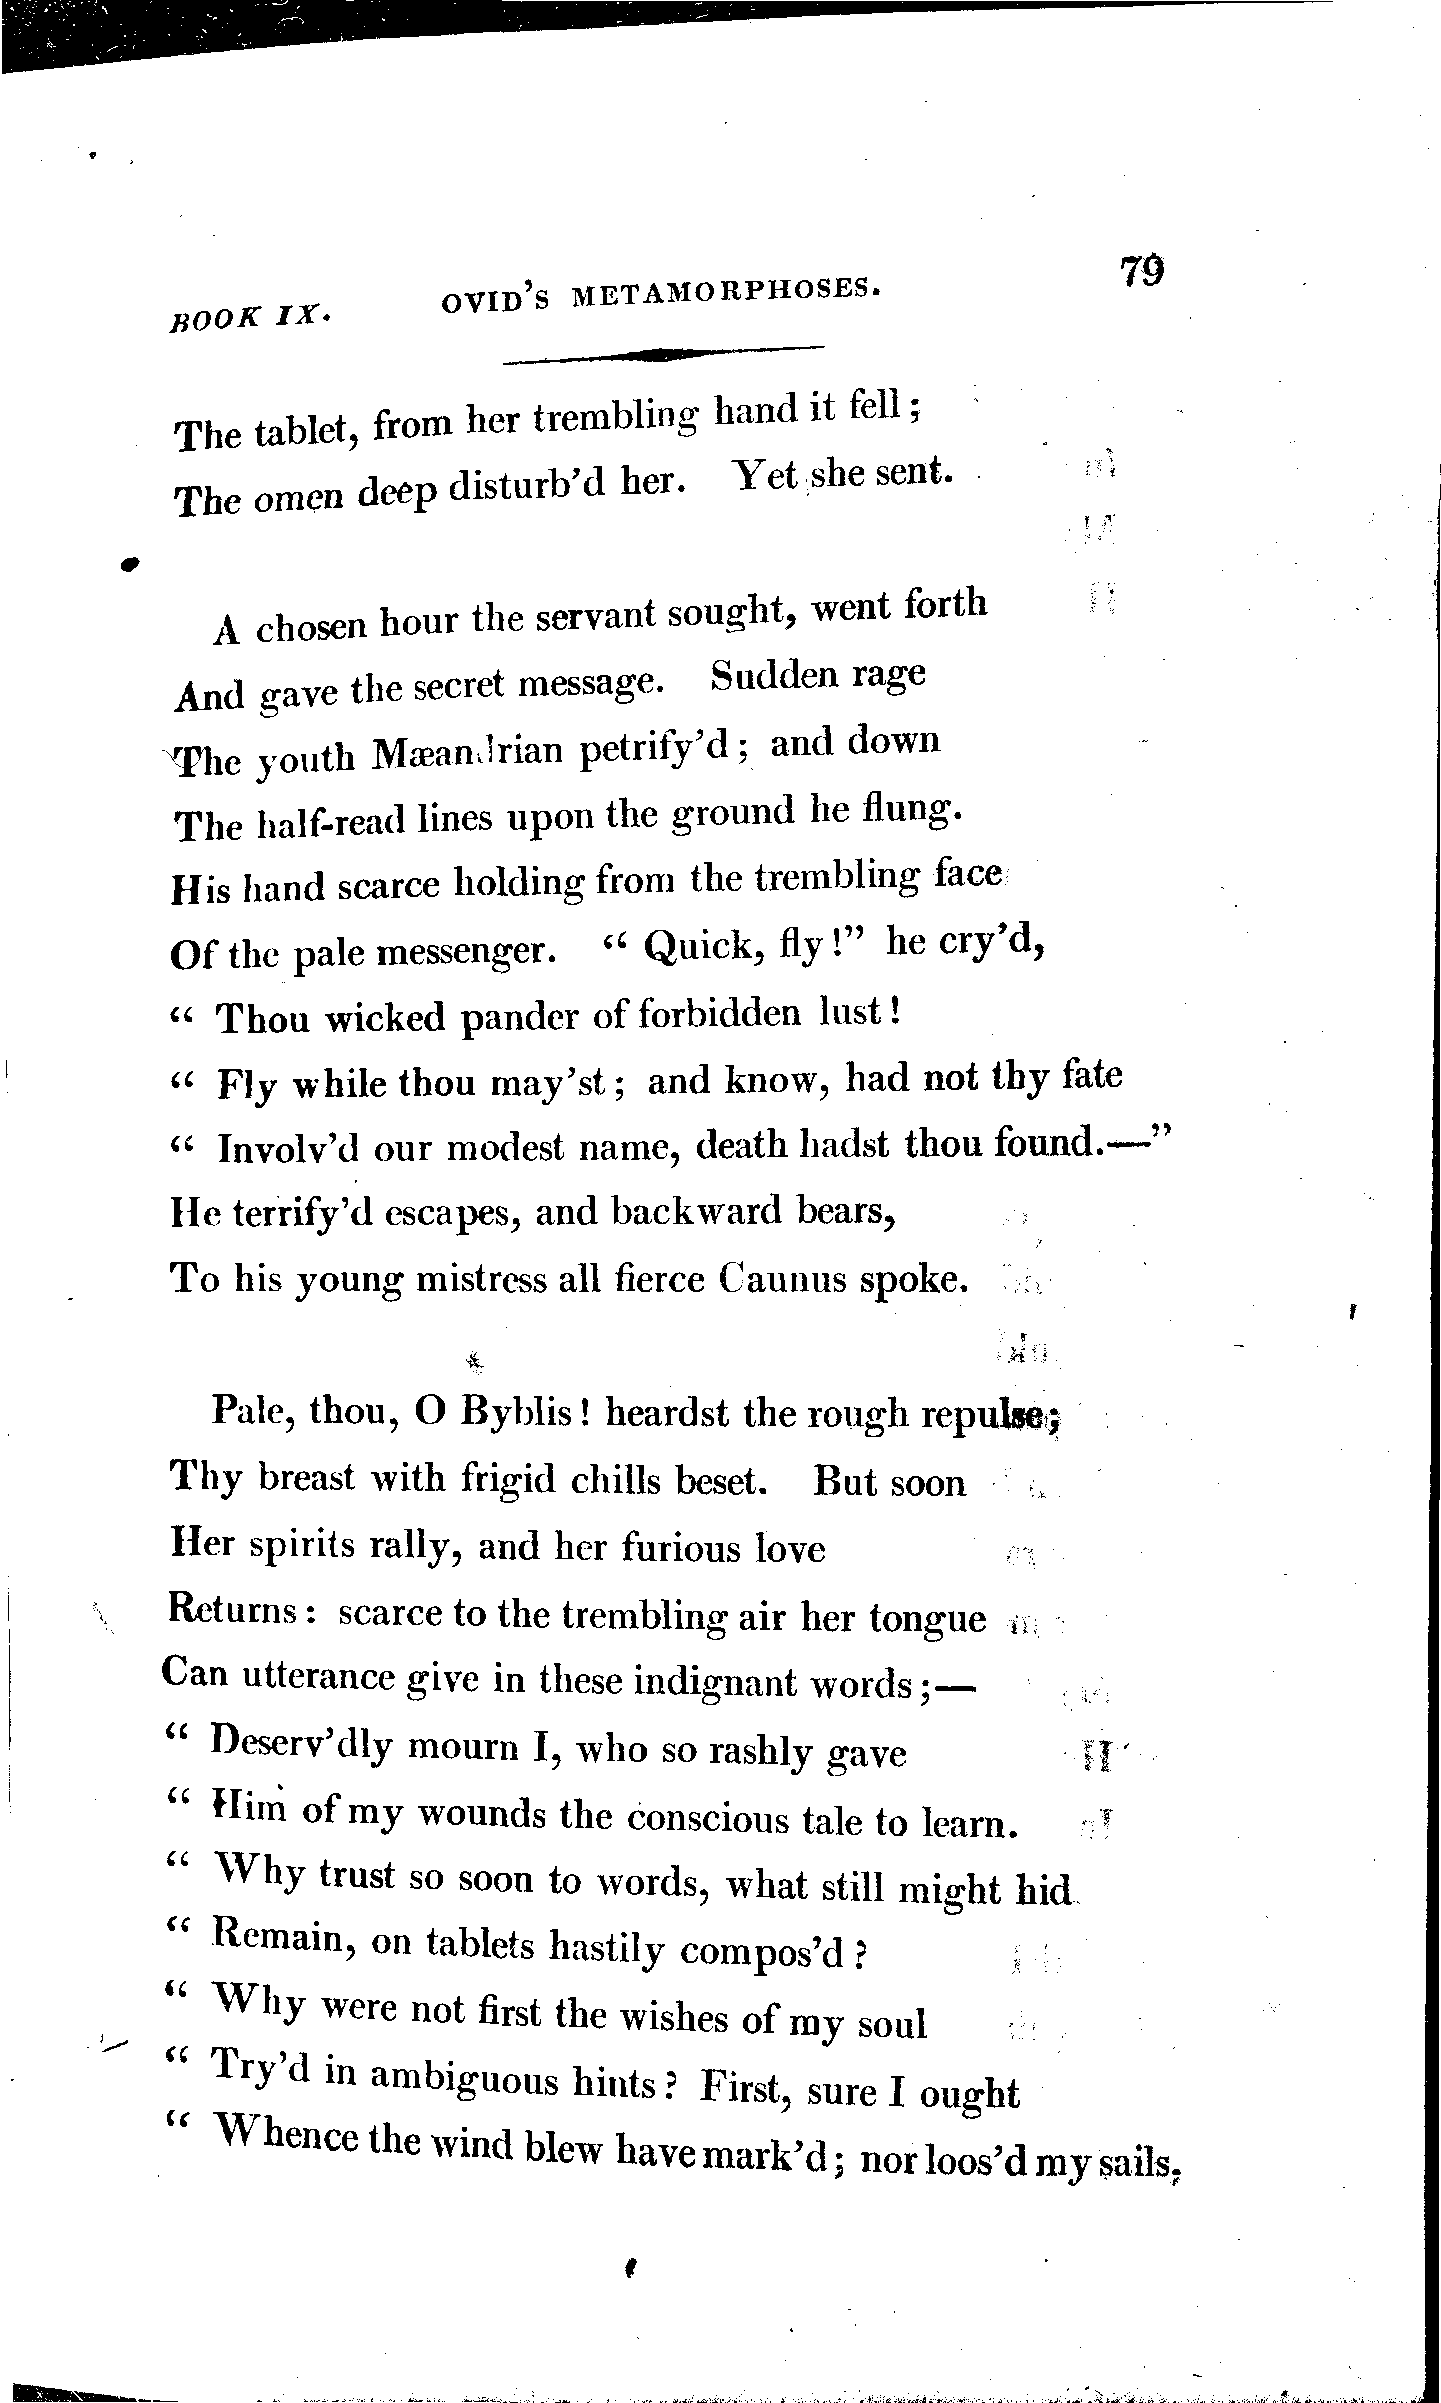 BOOK IX. OVID'S METAMORPHOSES. 79
The tablet, from her trembling hand it fell;
The omen deep disturb'd her. Yet she sent.
A chosen hour the servant sought, went forth
And gave the secret message. Sudden rage
The youth Mæandrian petrify'd; and down
The half-read lines upon the ground he flung.
His hand scarce holding from the trembling face
Of the pale messenger. “ Quick, fly!” he cry'd,
“ Thou wicked pander of forbidden lust!
“ Fly while thou may'st; and know, had not thy fate
“ Involv'd our modest name, death hadst thou found.—”
He terrify'd escapes, and backward bears,
To his young mistress all fierce Caunus spoke.
Pale, thou, O Byblis! heardst the rough repulse;
Thy breast with frigid chills beset. But soon
Her spirits rally, and her furious love
Returns: scarce to the trembling air her tongue
Can utterance give in these indignant words;—
“ Deserv'dly mourn I, who so rashly gave
“ Him of my wounds the conscious tale to learn.
“ Why trust so soon to words, what still might hid
“ Remain, on tablets hastily compos'd?
“ Why were not first the wishes of my soul
“ Try'd in ambiguous hints? First, sure I ought
“ Whence the wind blew have mark'd; nor loos'd my sails,